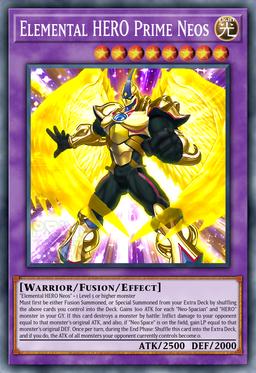 Elemental HERO Prime Neos
LIGHT
光
[Warrior/Fusion/Effect]
"Elemental HERO Neos" + 1 Level 5 or higher monster
Must first be either Fusion Summoned, or Special Summoned from your Extra Deck by shuffling
the above cards you control into the Deck. Gains 300 ATK for each "Neo-Spacian" and "HERO"
monster in your GY. If this card destroys a monster by battle: Inflict damage to your opponent
equal to that monster's original ATK, and also, if "Neo Space" is on the field, gain LP equal to that
monster's original DEF. Once per turn, during the End Phase: Shuffle this card into the Extra Deck,
and if you do, the ATK of all monsters your opponent currently controls become 0.
ATK/2500 DEF/2000